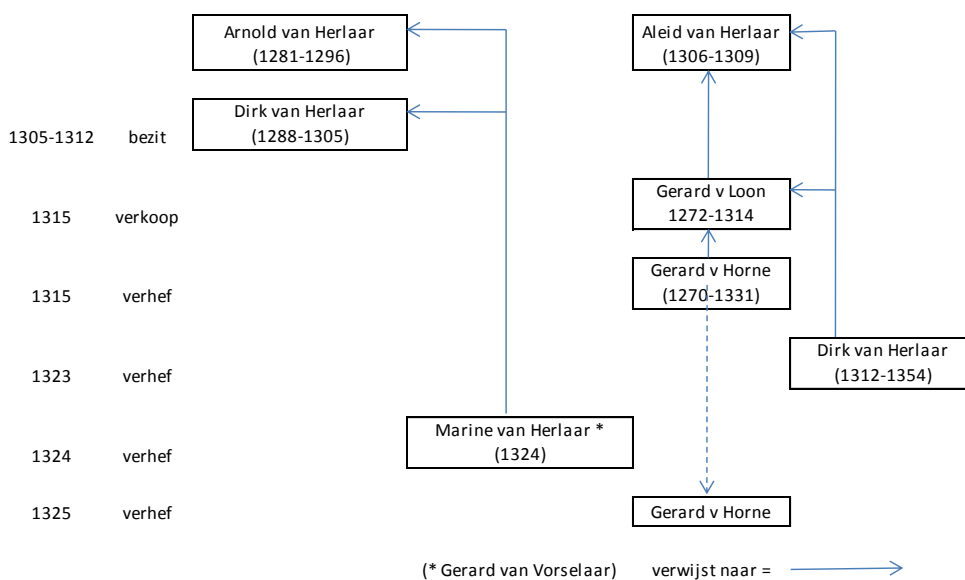 Arnold van Herlaar
(1281-1296)
Aleid van Herlaar
(1306-1309)
1305-1312 bezit
Dirk van Herlaar
(1288-1305)
1315 verkoop
Gerard v Loon
1272-1314
1315 verhef
Gerard v Horne
(1270-1331)
1323 verhef
Dirk van Herlaar
(1312-1354)
1324 verhef
Marine van Herlaar *
(1324)
1325 verhef
Gerard v Horne
(* Gerard van Vorselaar) verwijst naar =